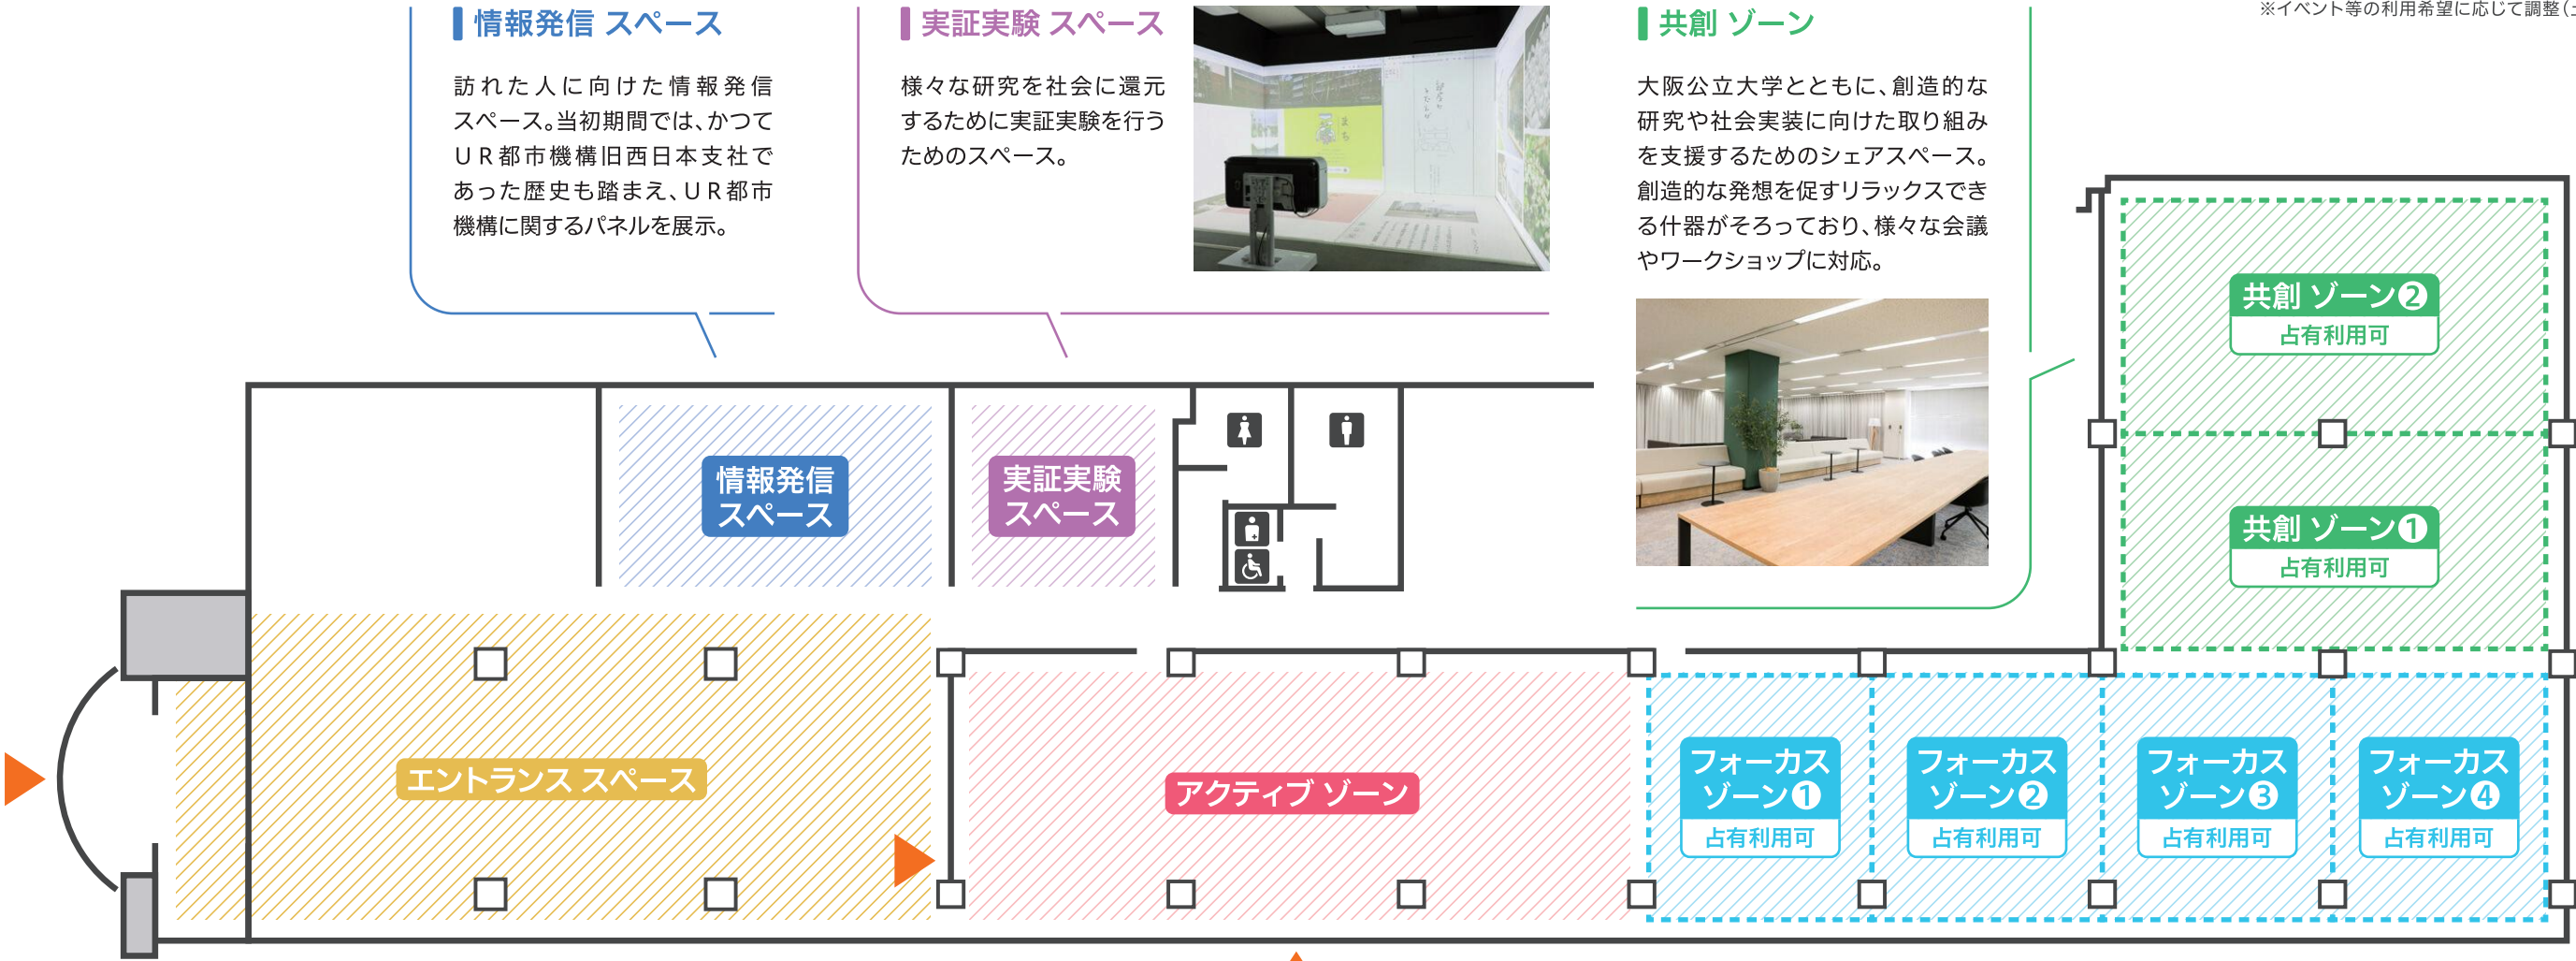 ※イベント等の利用希望に応じて調整
情報発信 スペース
訪れた人に向けた情報発信
スペース。当初期間では、かつて
UR都市機構旧西日本支社で
あった歴史も踏まえ、UR都市
機構に関するパネルを展示。
実証実験 スペース
様々な研究を社会に還元
するために実証実験を行う
ためのスペース。
共創 ゾーン
大阪公立大学とともに、創造的な
研究や社会実装に向けた取り組み
を支援するためのシェアスペース。
創造的な発想を促すリラックスでき
る什器がそろっており、様々な会議
やワークショップに対応。
共創 ゾーン❷
占有利用可
共創 ゾーン❶
占有利用可
情報発信
スペース
実証実験
スペース
エントランス スペース
アクティブ ゾーン
フォーカス
ゾーン❶
占有利用可
フォーカス
ゾーン❷
占有利用可
フォーカス
ゾーン❸
占有利用可
フォーカス
ゾーン❹
占有利用可